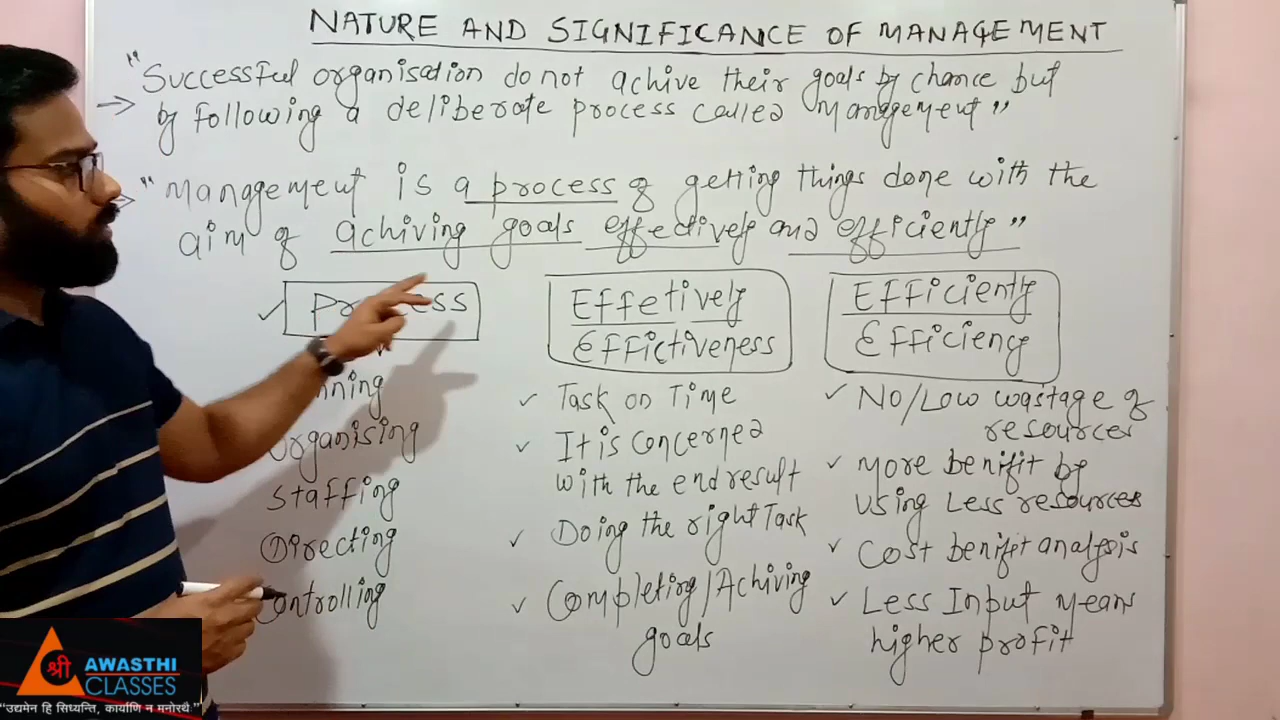 NATURE AND SIGNIFICANCE OF MANAGEMENT
"Successful organisation do not achive their goals by chance but
→ by following a deliberate process called management"
→ "Management is a process of getting things done with the
aim of achiving goals effectively and efficiently"
✓ Process
nning
Organising
Staffing
Directing
Controlling
Effetively
Effictiveness
✓ Task on Time
✓ It is concerned
with the end result
✓ Doing the right Task
✓ Completing/Achiving
goals
Efficiently
Efficiency
✓ No/Low wastage of
resources
✓ more benifit by
using Less resources
✓ Cost benifit analysis
✓ Less Input means
higher profit
श्री
AWASTHI
CLASSES
"उद्यमेन हि सिध्यन्ति, कार्याणि न मनोरथैः"